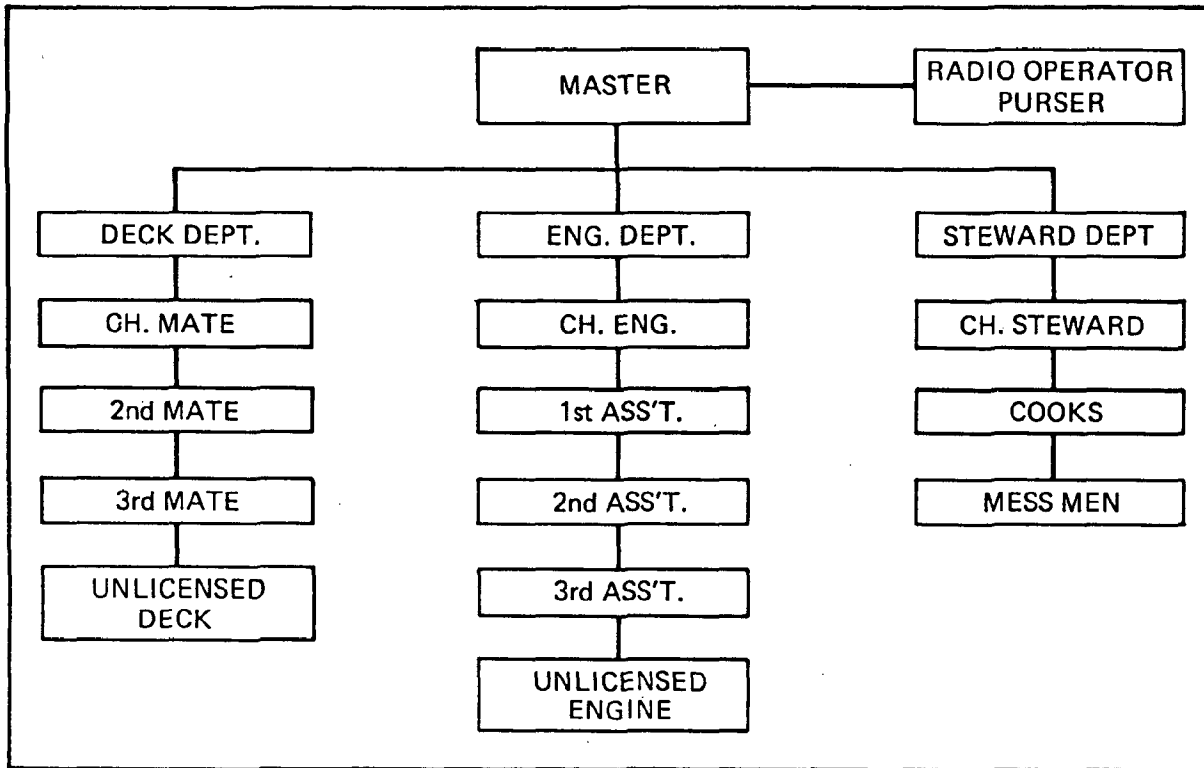 MASTER
RADIO OPERATOR
PURSER
DECK DEPT.
CH. MATE
2nd MATE
3rd MATE
UNLICENSED
DECK
ENG. DEPT.
CH. ENG.
1st ASS'T.
2nd ASS'T.
3rd ASS'T.
UNLICENSED
ENGINE
STEWARD DEPT
CH. STEWARD
COOKS
MESS MEN